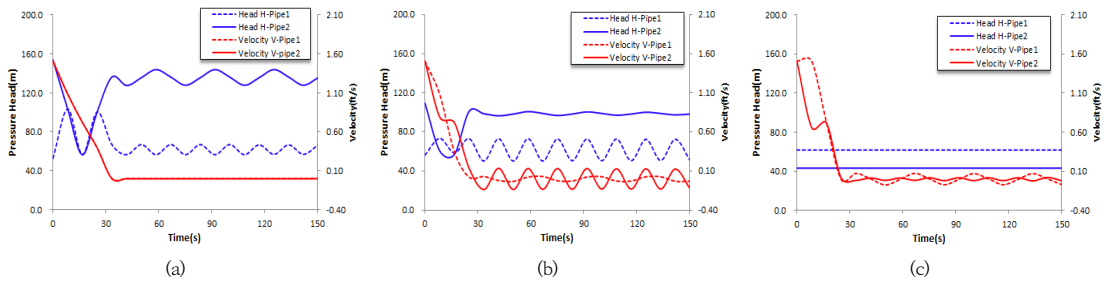 200.0
160.0
120.0
80.0
40.0
0.0
Pressure Head(m)
Head H-Pipe1
Head H-Pipe2
Velocity V-Pipe1
Velocity V-pipe2
2.10
1.60
1.10
0.60
0.10
-0.40
Velocity(ft/s)
0 30 60 90 120 150
Time(s)
(a)
200.0
160.0
120.0
80.0
40.0
0.0
Pressure Head(m)
Head H-Pipe1
Head H-Pipe2
Velocity V-Pipe1
Velocity V-Pipe2
2.10
1.60
1.10
0.60
0.10
-0.40
Velocity(ft/s)
0 30 60 90 120 150
Time(s)
(b)
200.0
160.0
120.0
80.0
40.0
0.0
Pressure Head(m)
Head H-Pipe1
Head H-Pipe2
Velocity V-Pipe1
Velocity V-Pipe2
2.10
1.60
1.10
0.60
0.10
-0.40
Velocity(ft/s)
0 30 60 90 120 150
Time(s)
(c)